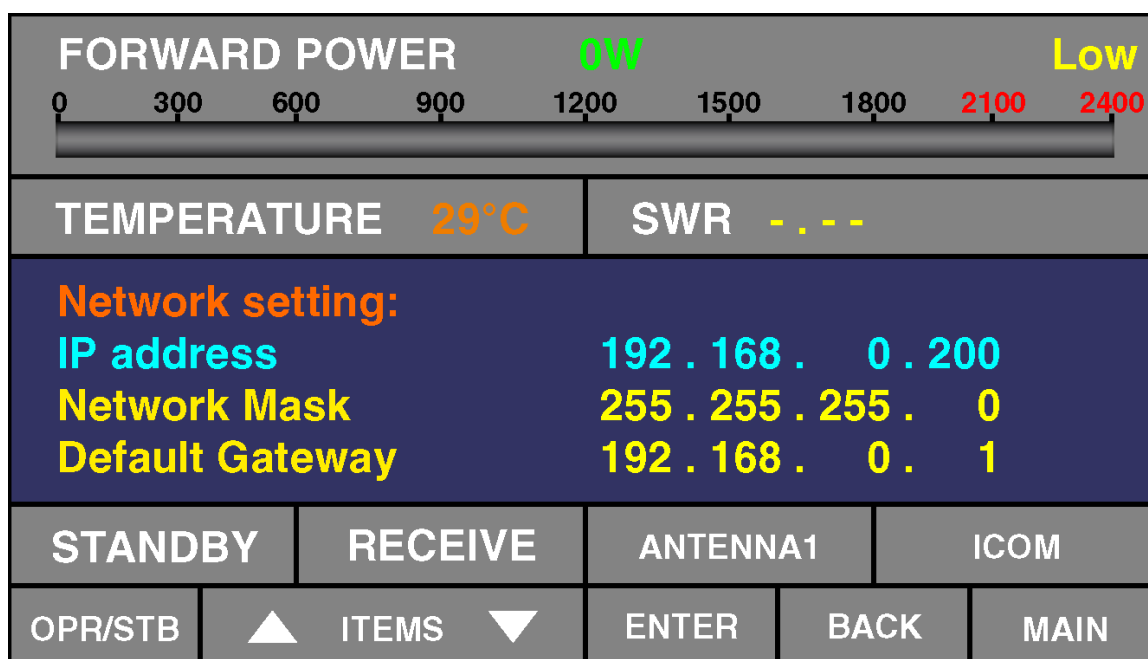 FORWARD POWER 0W Low
0 300 600 900 1200 1500 1800 2100 2400
TEMPERATURE 29°C SWR -.--
Network setting:
IP address 192 . 168 . 0 . 200
Network Mask 255 . 255 . 255 . 0
Default Gateway 192 . 168 . 0 . 1
STANDBY RECEIVE ANTENNA1 ICOM
OPR/STB ▲ ITEMS ▼ ENTER BACK MAIN